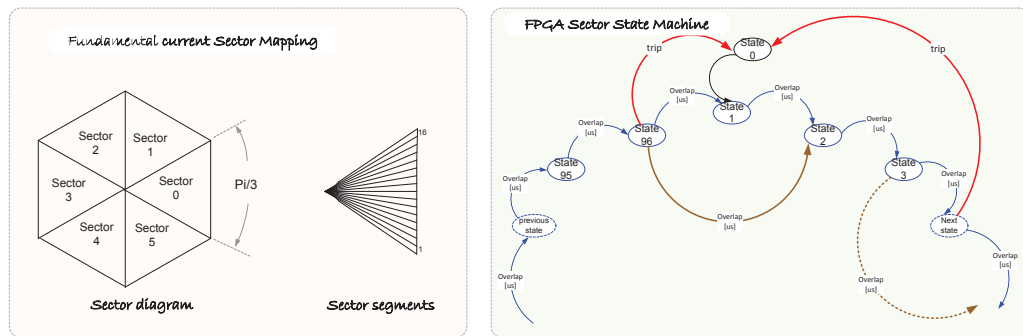 Fundamental current Sector Mapping
Sector
2
Sector
1
Sector
3
Sector
0
Sector
4
Sector
5
Pi/3
16
1
Sector diagram
Sector segments
FPGA Sector State Machine
trip
State
0
trip
Overlap
[us]
State
1
Overlap
[us]
Overlap
[us]
State
96
State
2
Overlap
[us]
State
95
State
3
Overlap
[us]
Overlap
[us]
previous
state
Overlap
[us]
Next
state
Overlap
[us]
Overlap
[us]
Overlap
[us]